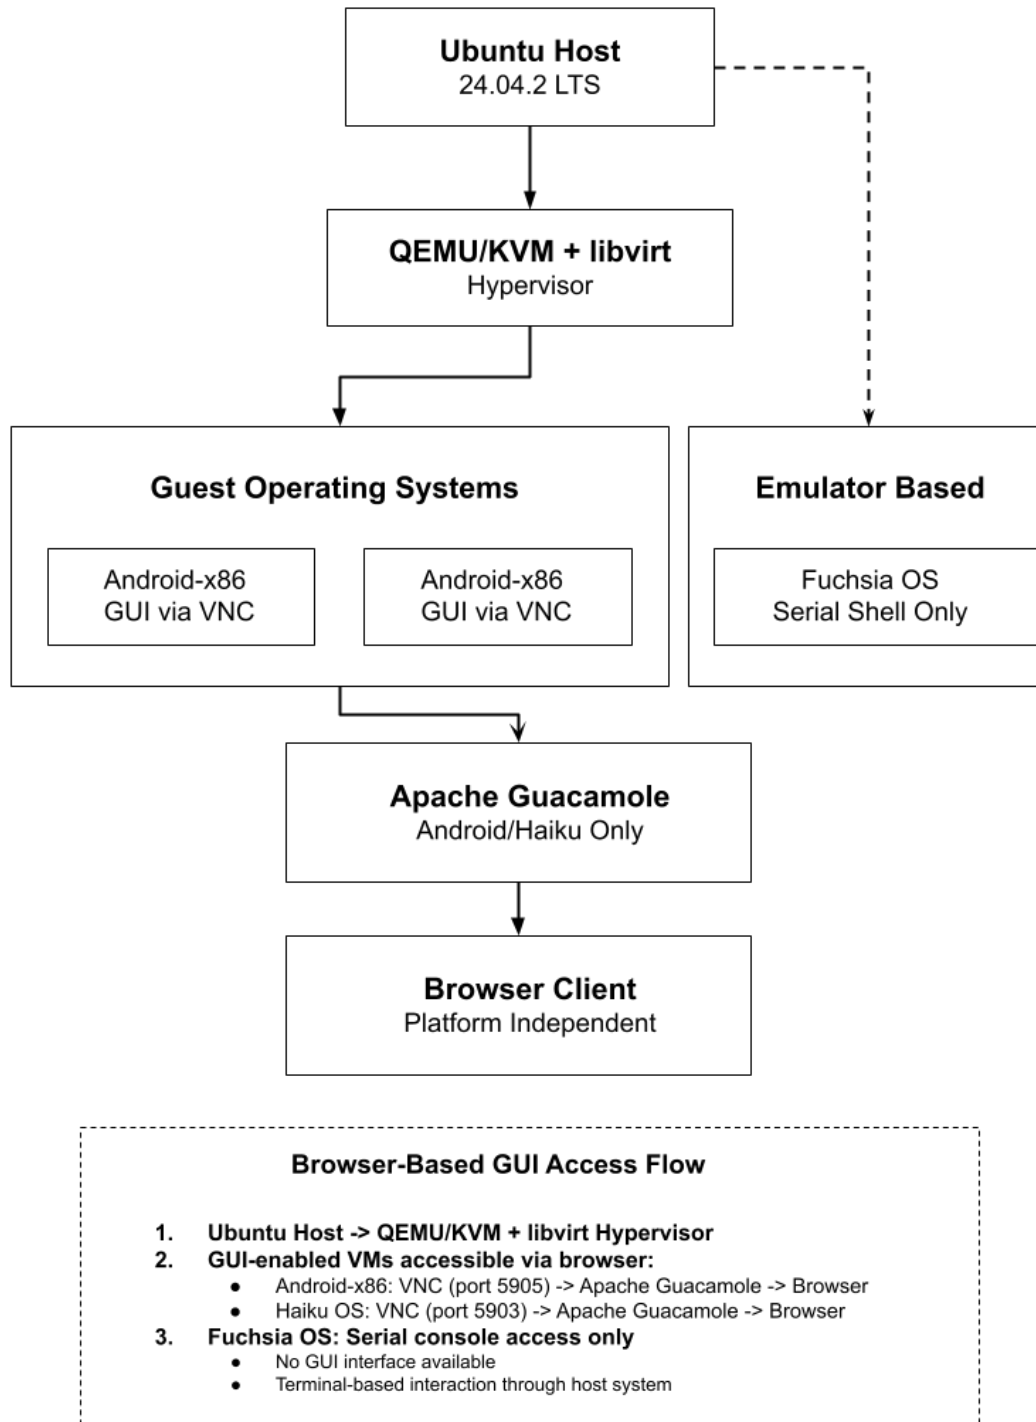 Ubuntu Host
24.04.2 LTS
QEMU/KVM + libvirt
Hypervisor
Guest Operating Systems
Android-x86
GUI via VNC
Android-x86
GUI via VNC
Emulator Based
Fuchsia OS
Serial Shell Only
Apache Guacamole
Android/Haiku Only
Browser Client
Platform Independent
Browser-Based GUI Access Flow
1. Ubuntu Host -> QEMU/KVM + libvirt Hypervisor
2. GUI-enabled VMs accessible via browser:
● Android-x86: VNC (port 5905) -> Apache Guacamole -> Browser
● Haiku OS: VNC (port 5903) -> Apache Guacamole -> Browser
3. Fuchsia OS: Serial console access only
● No GUI interface available
● Terminal-based interaction through host system